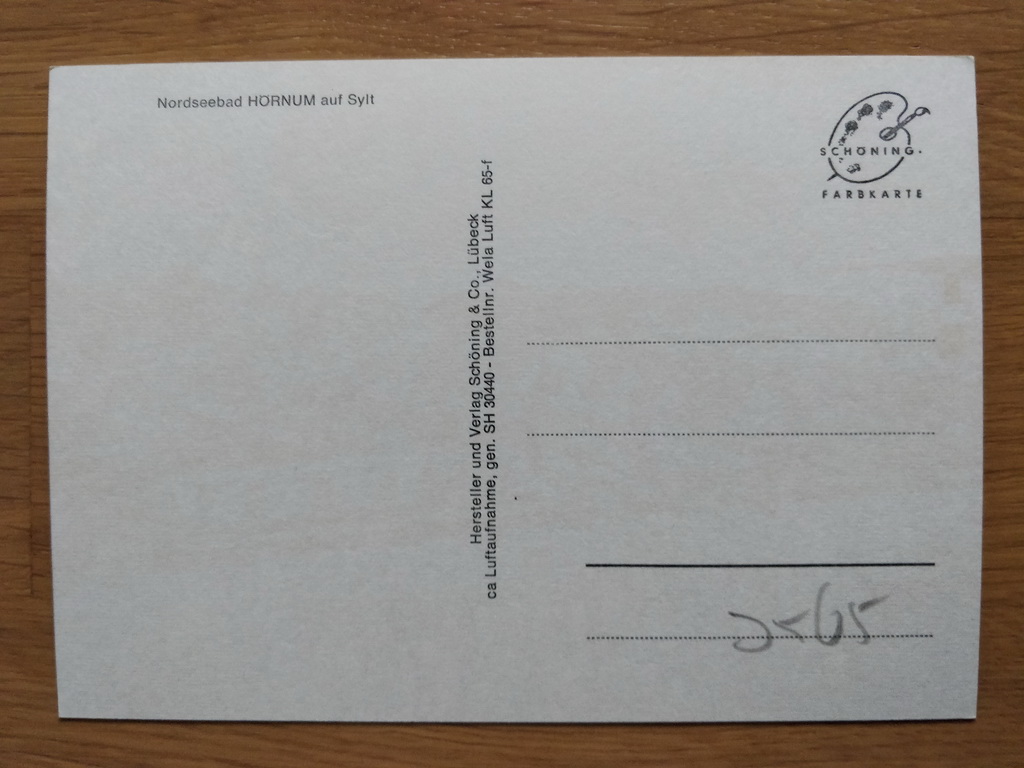 Nordseebad HÖRNUM auf Sylt
SCHÖNING
FARBKARTE
Hersteller und Verlag Schöning & Co., Lübeck
ca Luftaufnahme, gen. SH 30440 - Bestellnr. Wela Luft KL 65-f